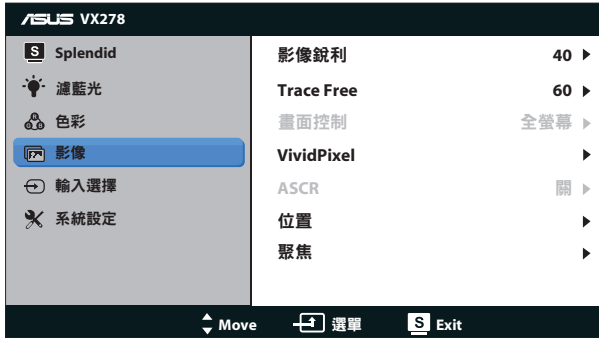 ASUS VX278
S Splendid
濾藍光
色彩
影像
輸入選擇
系統設定
影像銳利 40
Trace Free 60
畫面控制 全螢幕
VividPixel
ASCR 關
位置
聚焦
Move 選單 S Exit